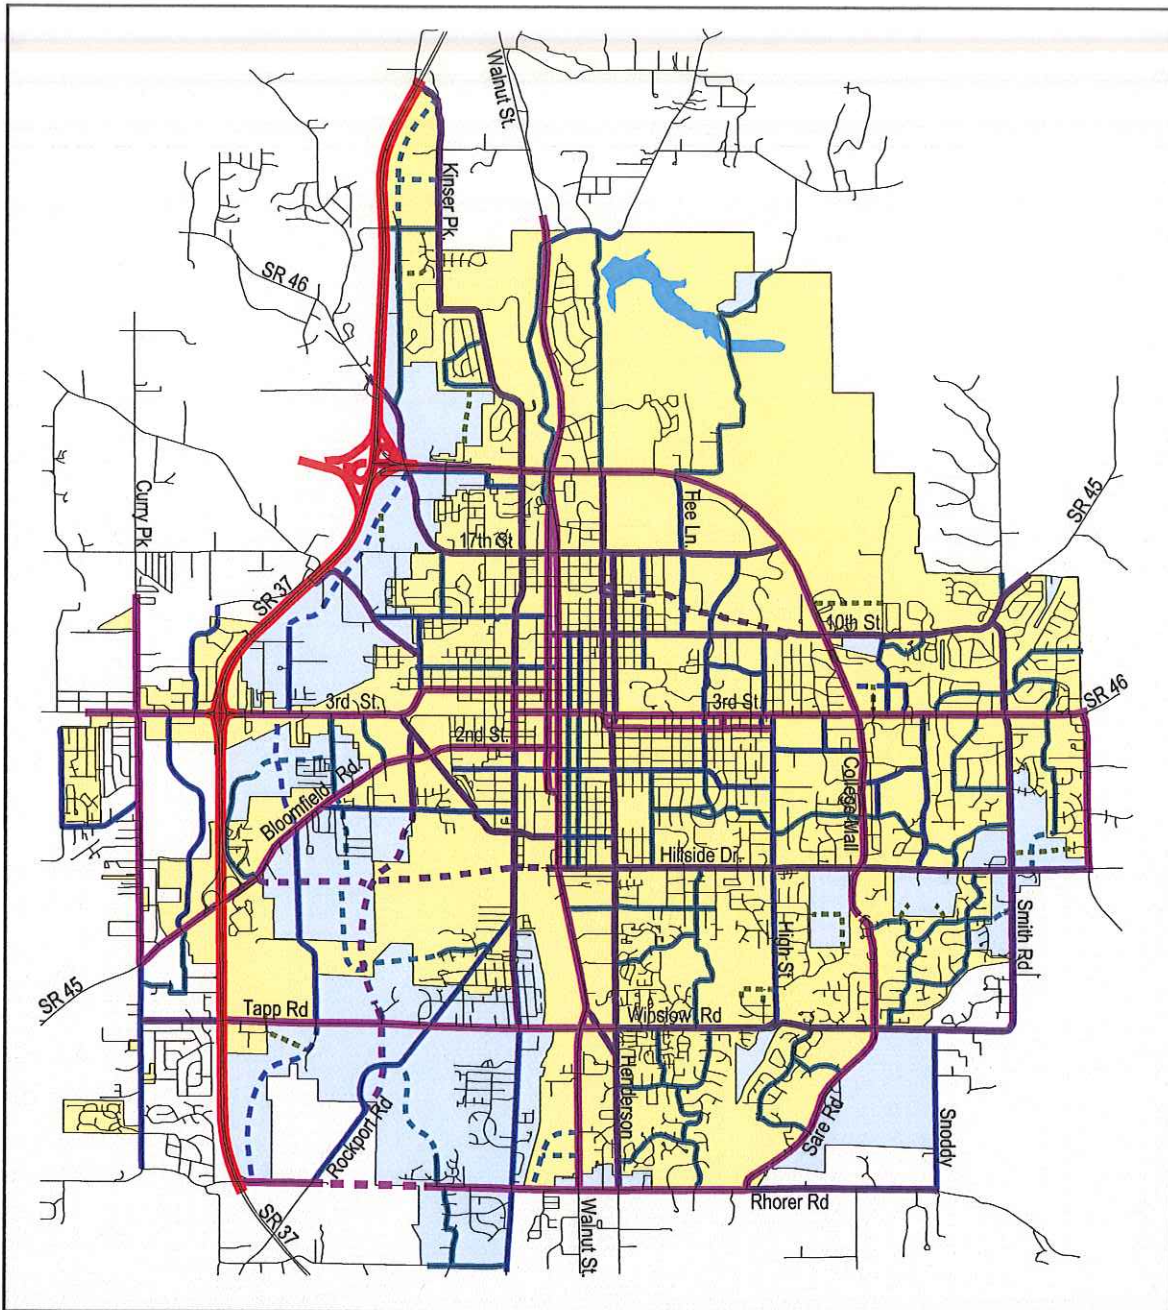 Walnut St.
Kinser Pk.
SR 46
Curry Pk
SR 45
Fee Ln.
17th St
SR 37
10th St
3rd St.
3rd St.
SR 46
2nd St.
Bloomfield Rd.
College Mall
Hillside Dr.
High St
Smith Rd
SR 45
Tapp Rd
Winslow Rd
Henderson
Rockport Rd
Sare Rd
Snoddy
Rhorer Rd
SR 37
Walnut St.